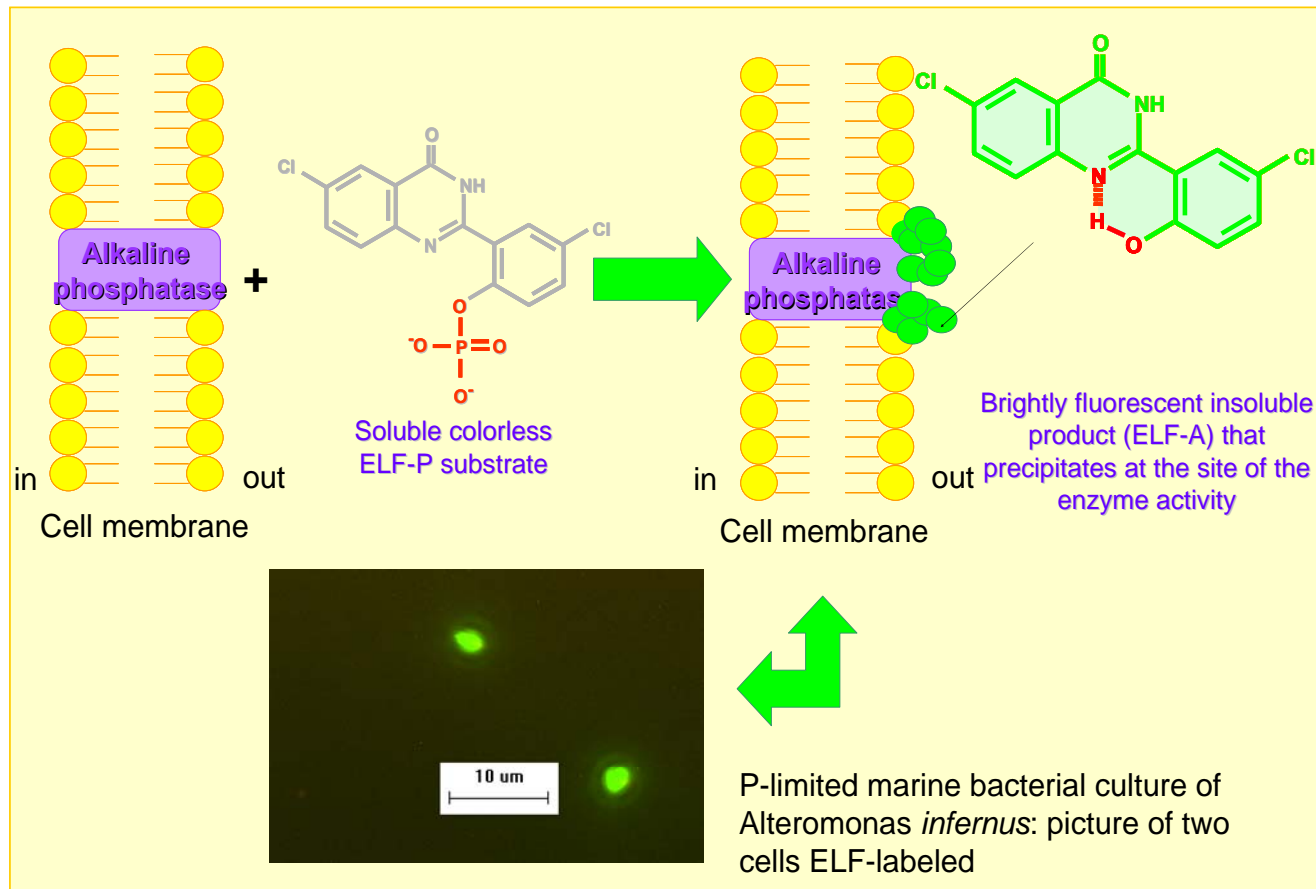 Alkaline
phosphatase
+
O
Cl
NH
N
Cl
O
-O P O
O-
Soluble colorless
ELF-P substrate
in
out
Cell membrane
Alkaline
phosphatas
O
Cl
NH
N
Cl
H
O
in
out
Cell membrane
Brightly fluorescent insoluble
product (ELF-A) that
precipitates at the site of the
enzyme activity
10 um
P-limited marine bacterial culture of
Alteromonas infernus: picture of two
cells ELF-labeled